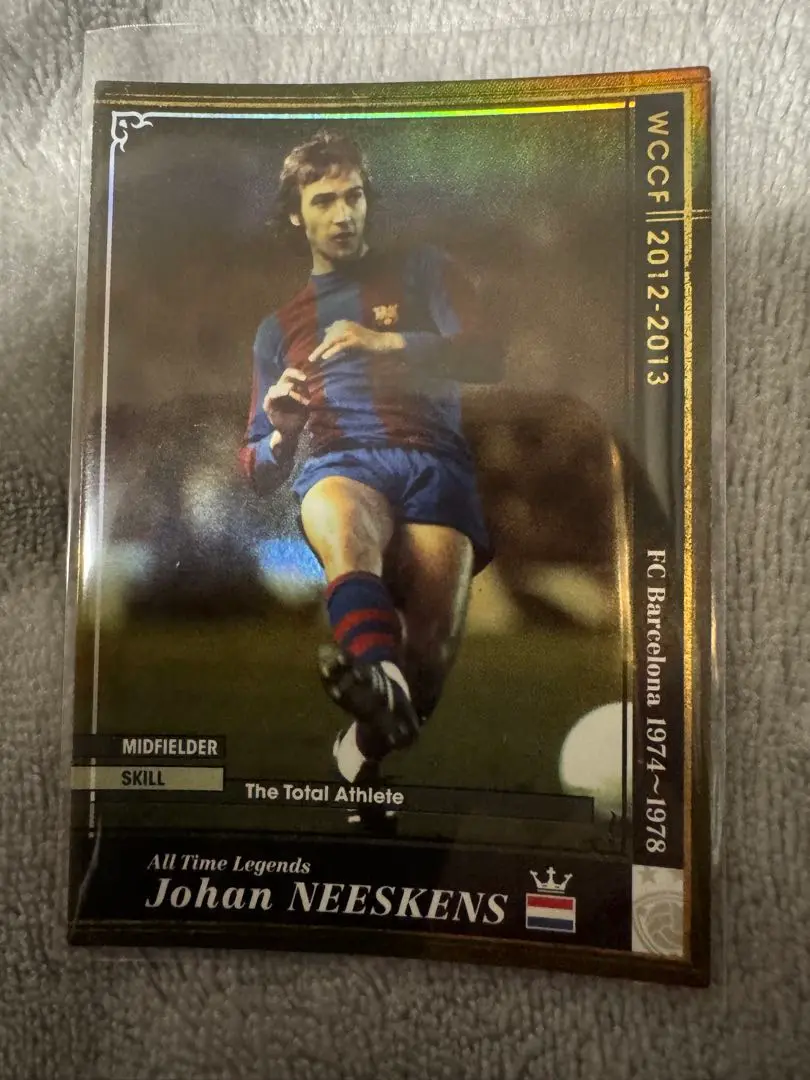 WCCF 2012-2013
FC Barcelona 1974~1978
MIDFIELDER
SKILL
The Total Athlete
All Time Legends
Johan NEESKENS